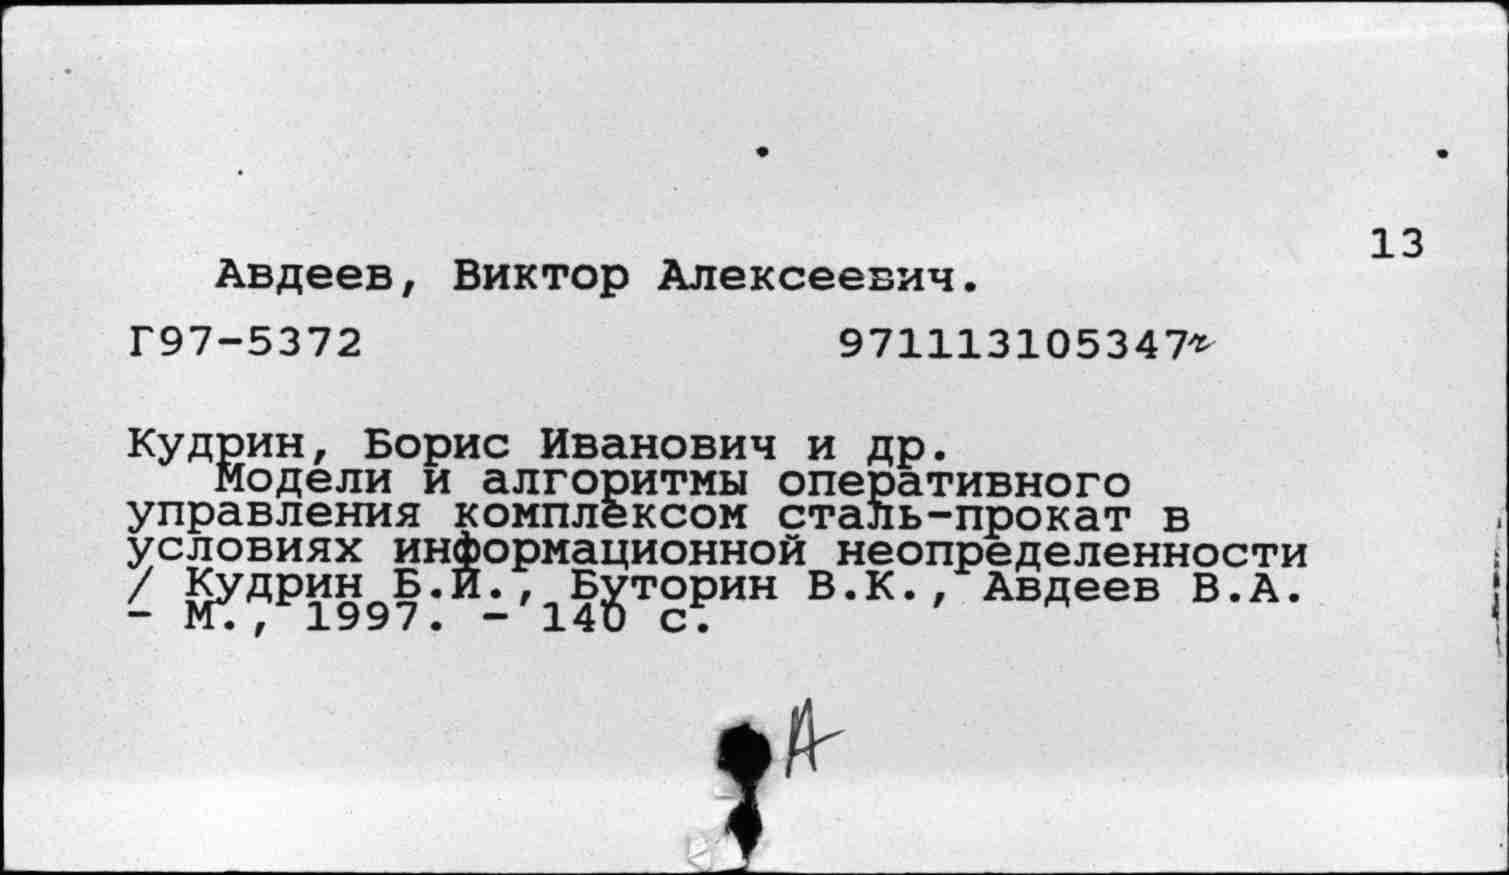 13
Авдеев, Виктор Алексеевич.
Г97-5372 971113105347
Кудрин, Борис Иванович и др.
Модели и алгоритмы оперативного
управления комплексом сталь-прокат в
условиях информационной неопределенности
/ Кудрин Б.И., Буторин В.К., Авдеев В.А.
- М., 1997. - 140 с.
А